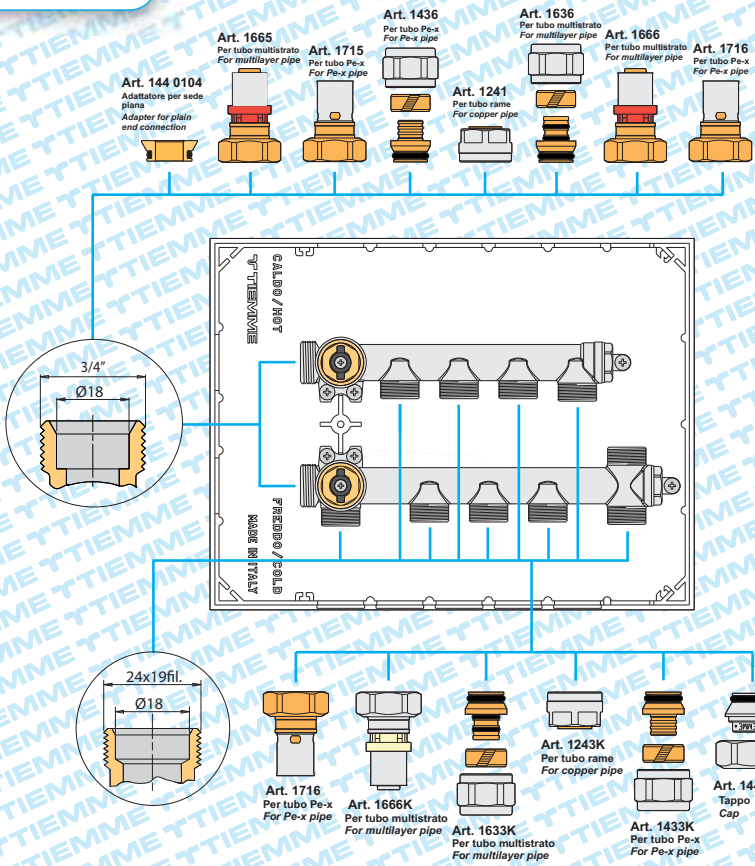 Art. 1436
Per tubo Pe-x
For Pe-x pipe
Art. 1636
Per tubo multistrato
For multilayer pipe
Art. 1665
Per tubo multistrato
For multilayer pipe
Art. 1715
Per tubo Pe-x
For Pe-x pipe
Art. 1666
Per tubo multistrato
For multilayer pipe
Art. 1716
Per tubo Pe-x
For Pe-x pipe
Art. 144 0104
Adattatore per sede
piana
Adapter for plain
end connection
Art. 1241
Per tubo rame
For copper pipe
TIEMME
CALDO / HOT
3/4"
Ø18
FREDDO / COLD
MADE IN ITALY
24x19fil.
Ø18
Art. 1716
Per tubo Pe-x
For Pe-x pipe
Art. 1666K
Per tubo multistrato
For multilayer pipe
Art. 1633K
Per tubo multistrato
For multilayer pipe
Art. 1243K
Per tubo rame
For copper pipe
Art. 1433K
Per tubo Pe-x
For Pe-x pipe
Art.
Tappo
Cap